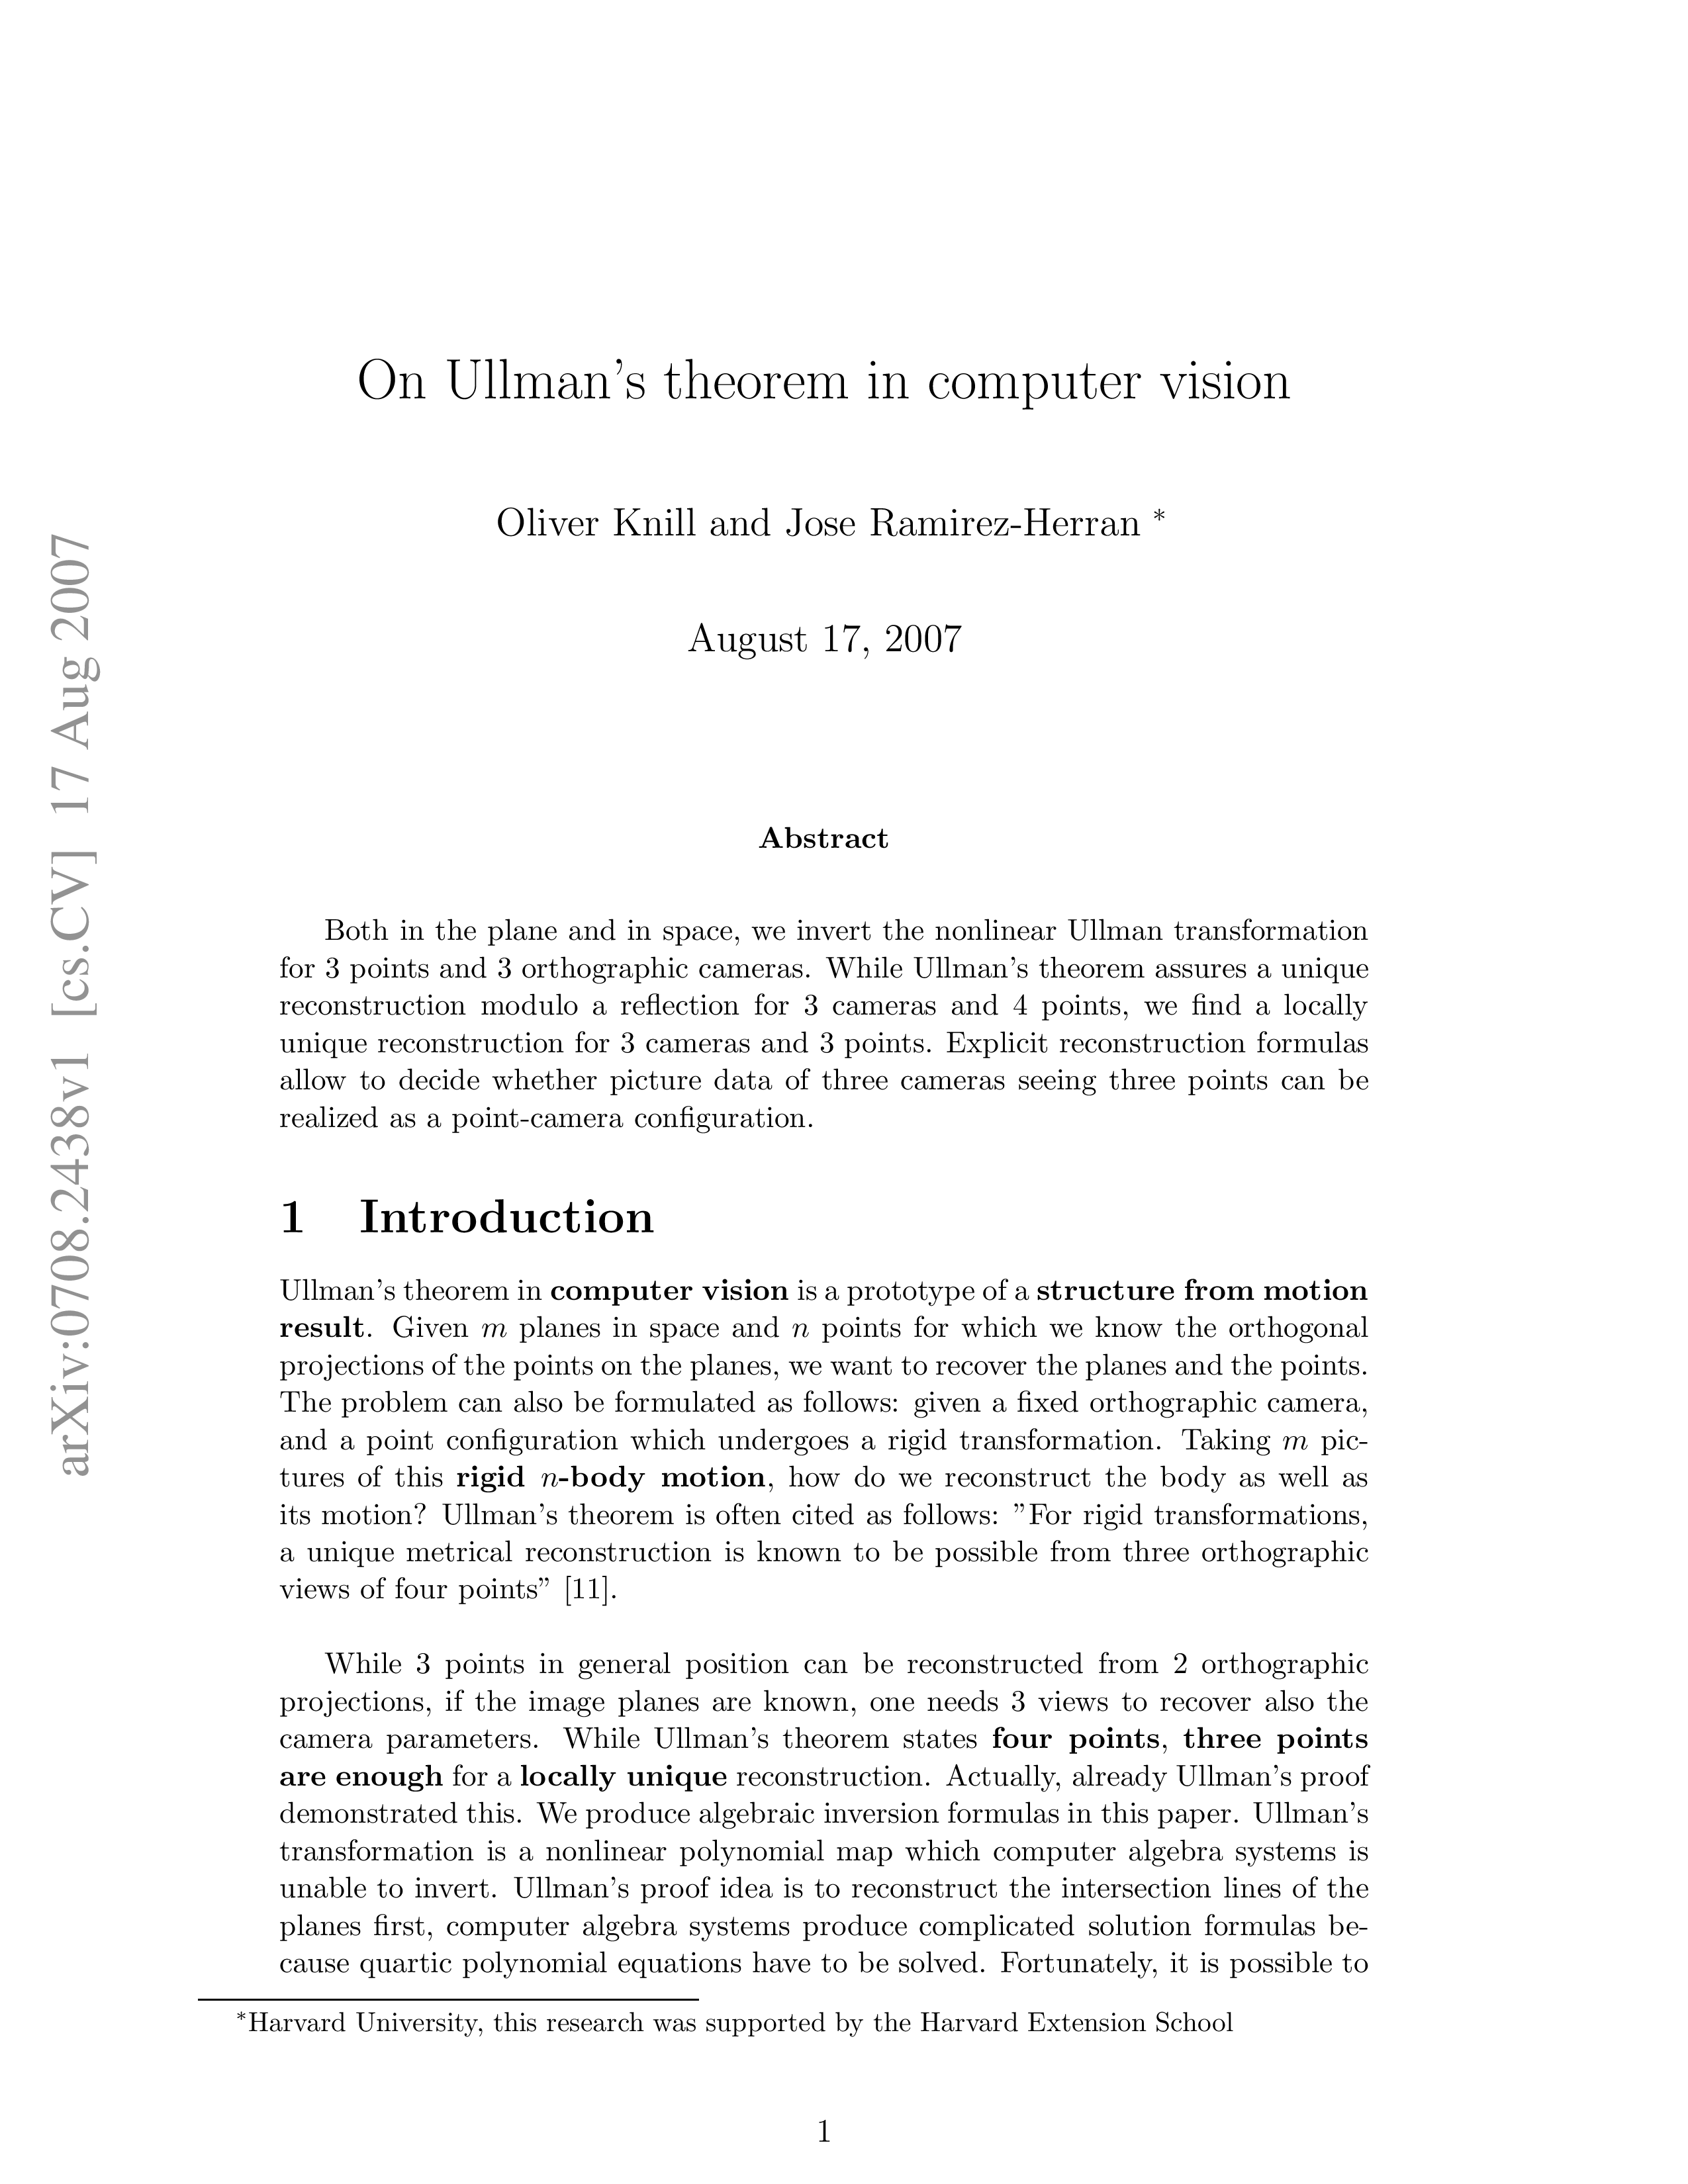 arXiv:0708.2438v1 [cs.CV] 17 Aug 2007
On Ullman's theorem in computer vision
Oliver Knill and Jose Ramirez-Herran *
August 17, 2007
Abstract
Both in the plane and in space, we invert the nonlinear Ullman transformation
for 3 points and 3 orthographic cameras. While Ullman's theorem assures a unique
reconstruction modulo a reflection for 3 cameras and 4 points, we find a locally
unique reconstruction for 3 cameras and 3 points. Explicit reconstruction formulas
allow to decide whether picture data of three cameras seeing three points can be
realized as a point-camera configuration.
1 Introduction
Ullman's theorem in computer vision is a prototype of a structure from motion
result. Given m planes in space and n points for which we know the orthogonal
projections of the points on the planes, we want to recover the planes and the points.
The problem can also be formulated as follows: given a fixed orthographic camera,
and a point configuration which undergoes a rigid transformation. Taking m pic-
tures of this rigid n-body motion, how do we reconstruct the body as well as
its motion? Ullman's theorem is often cited as follows: "For rigid transformations,
a unique metrical reconstruction is known to be possible from three orthographic
views of four points" [11].
While 3 points in general position can be reconstructed from 2 orthographic
projections, if the image planes are known, one needs 3 views to recover also the
camera parameters. While Ullman's theorem states four points, three points
are enough for a locally unique reconstruction. Actually, already Ullman's proof
demonstrated this. We produce algebraic inversion formulas in this paper. Ullman's
transformation is a nonlinear polynomial map which computer algebra systems is
unable to invert. Ullman's proof idea is to reconstruct the intersection lines of the
planes first, computer algebra systems produce complicated solution formulas be-
cause quartic polynomial equations have to be solved. Fortunately, it is possible to
*Harvard University, this research was supported by the Harvard Extension School
1